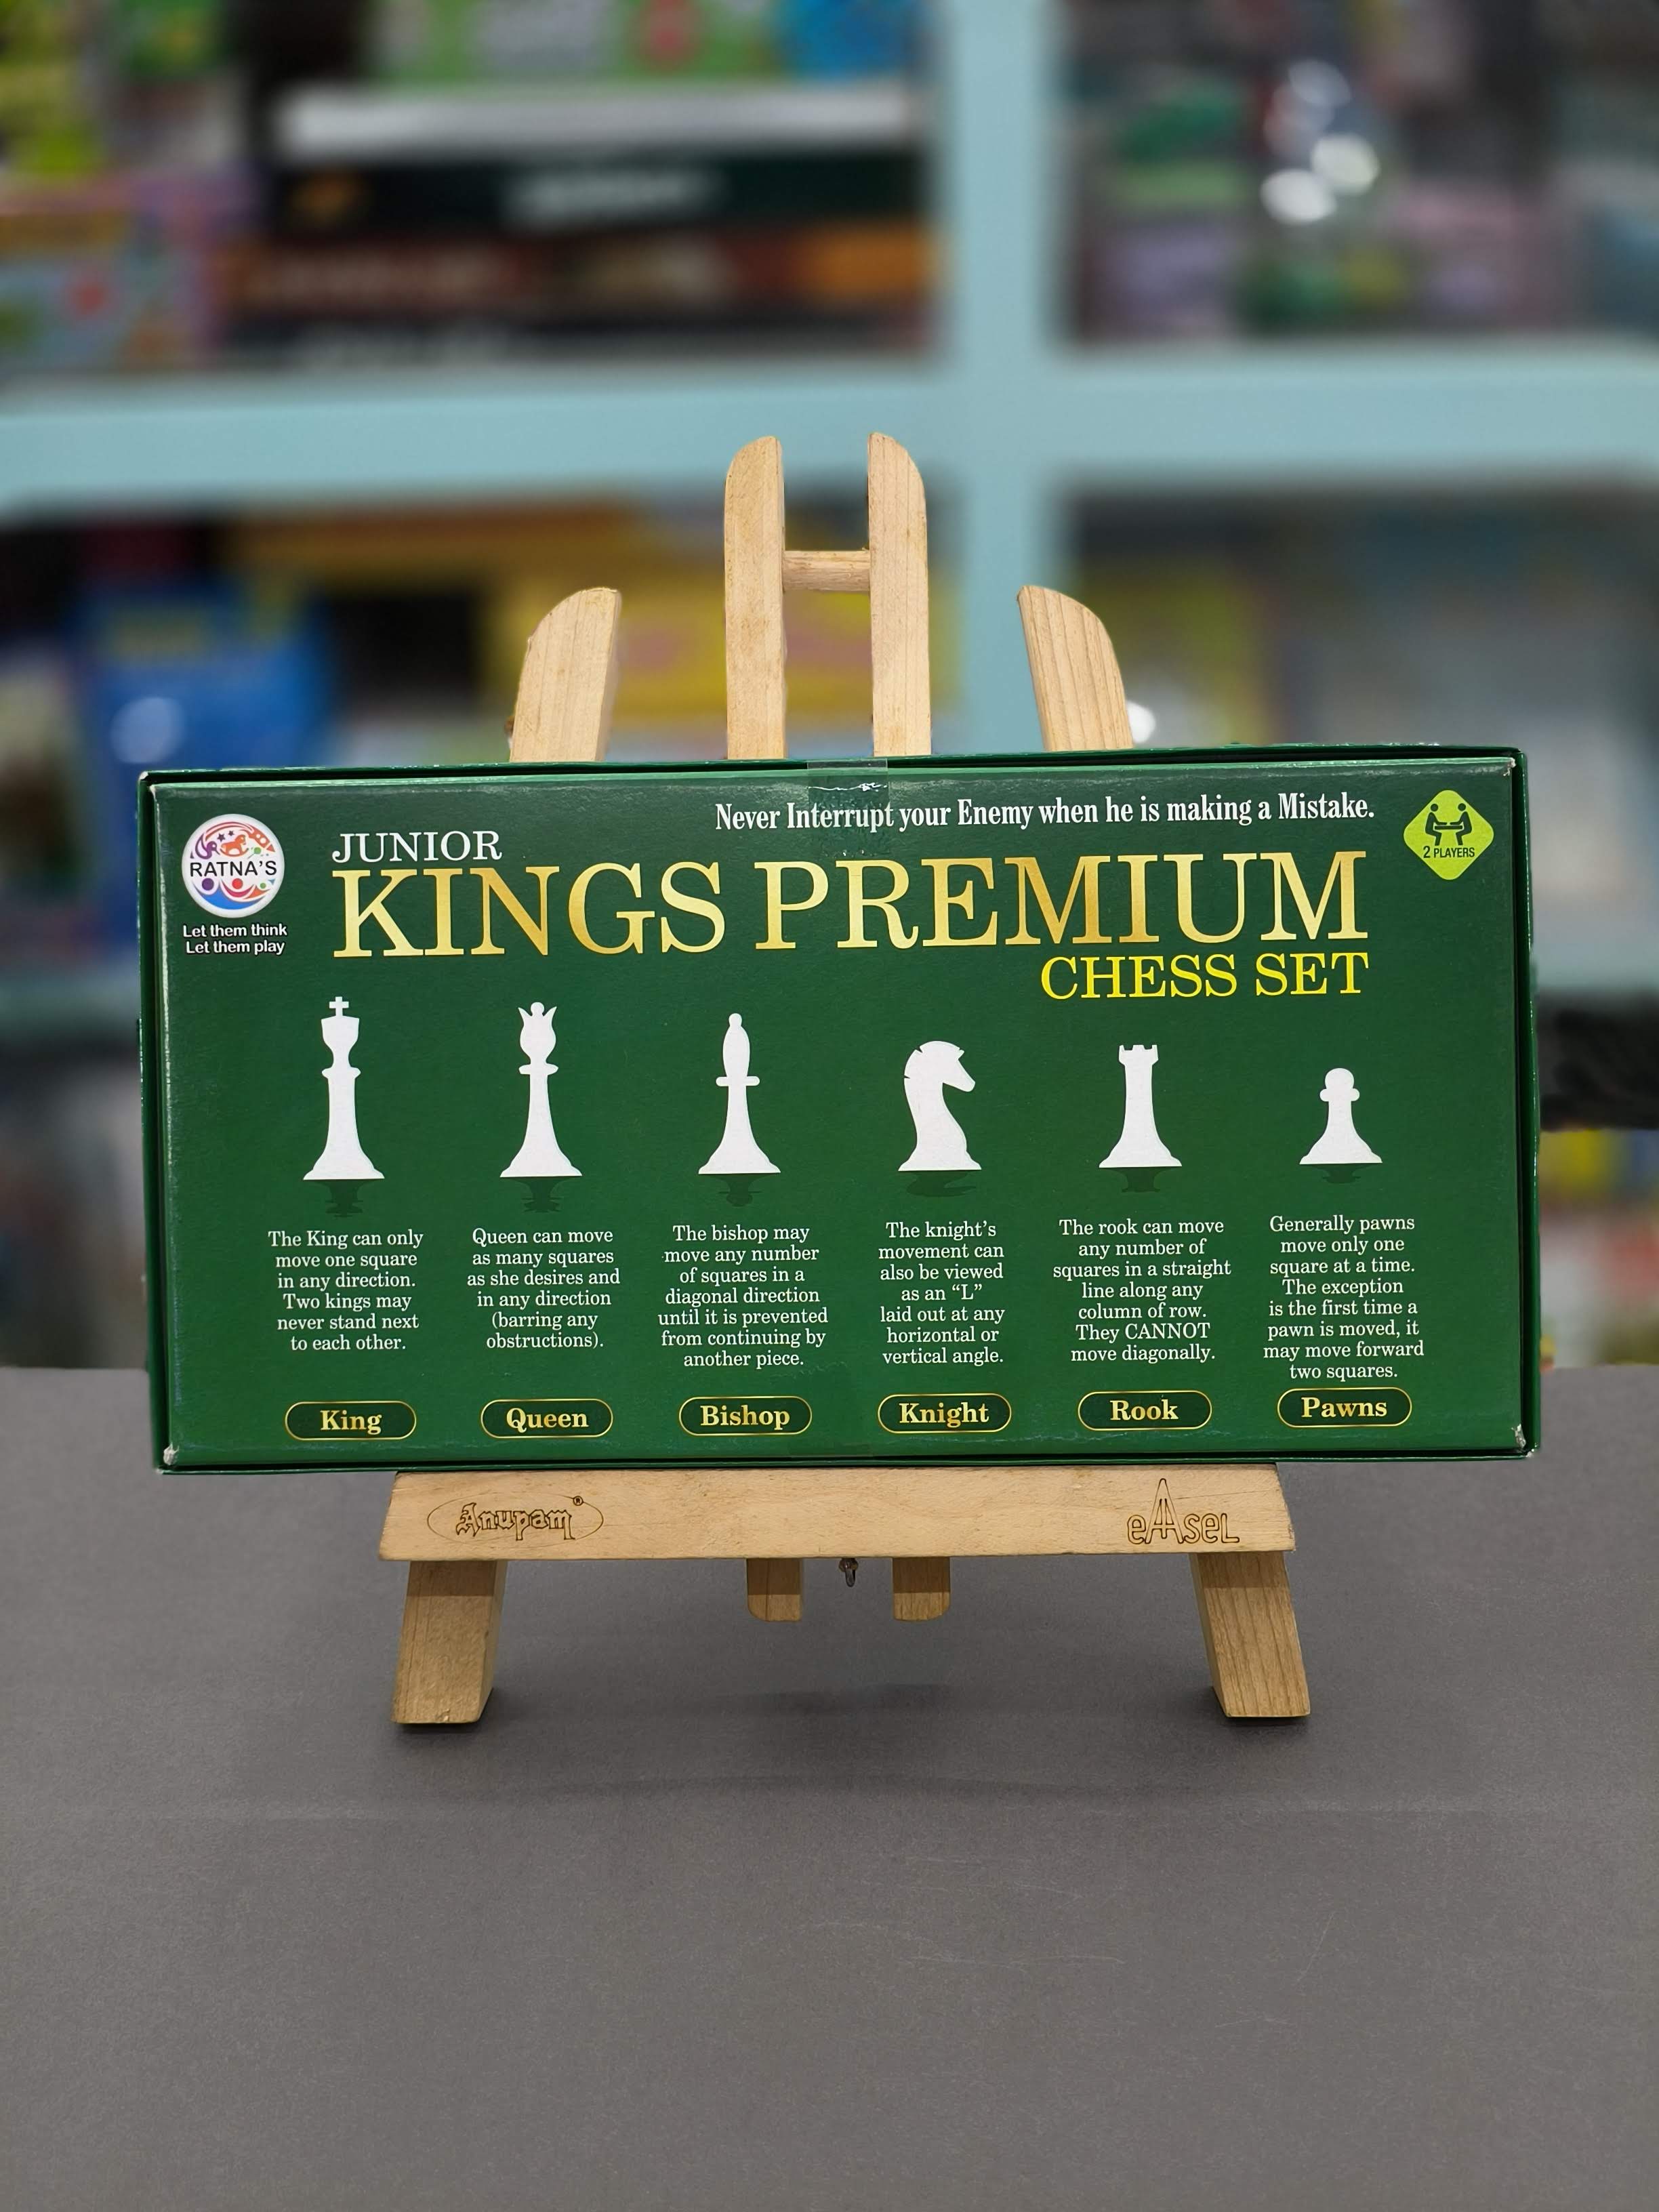 Never Interrupt your Enemy when he is making a Mistake.
RATNA'S
Let them think
Let them play
JUNIOR
KINGS PREMIUM
CHESS SET
2 PLAYERS
The King can only
move one square
in any direction.
Two kings may
never stand next
to each other.
King
Queen can move
as many squares
as she desires and
in any direction
(barring any
obstructions).
Queen
The bishop may
move any number
of squares in a
diagonal direction
until it is prevented
from continuing by
another piece.
Bishop
The knight's
movement can
also be viewed
as an “L”
laid out at any
horizontal or
vertical angle.
Knight
The rook can move
any number of
squares in a straight
line along any
column of row.
They CANNOT
move diagonally.
Rook
Generally pawns
move only one
square at a time.
The exception
is the first time a
pawn is moved, it
may move forward
two squares.
Pawns
Anupam®
eAsel